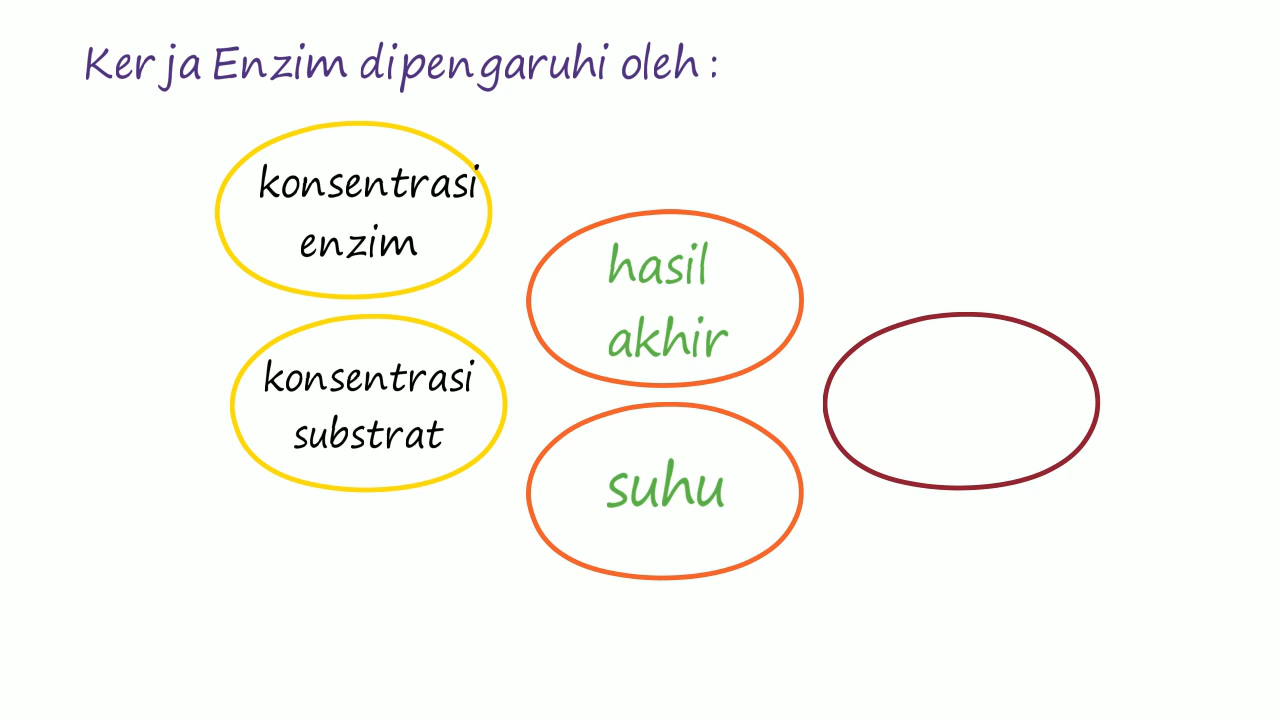 Kerja Enzim dipengaruhi oleh :
konsentrasi
enzim
konsentrasi
substrat
hasil
akhir
suhu